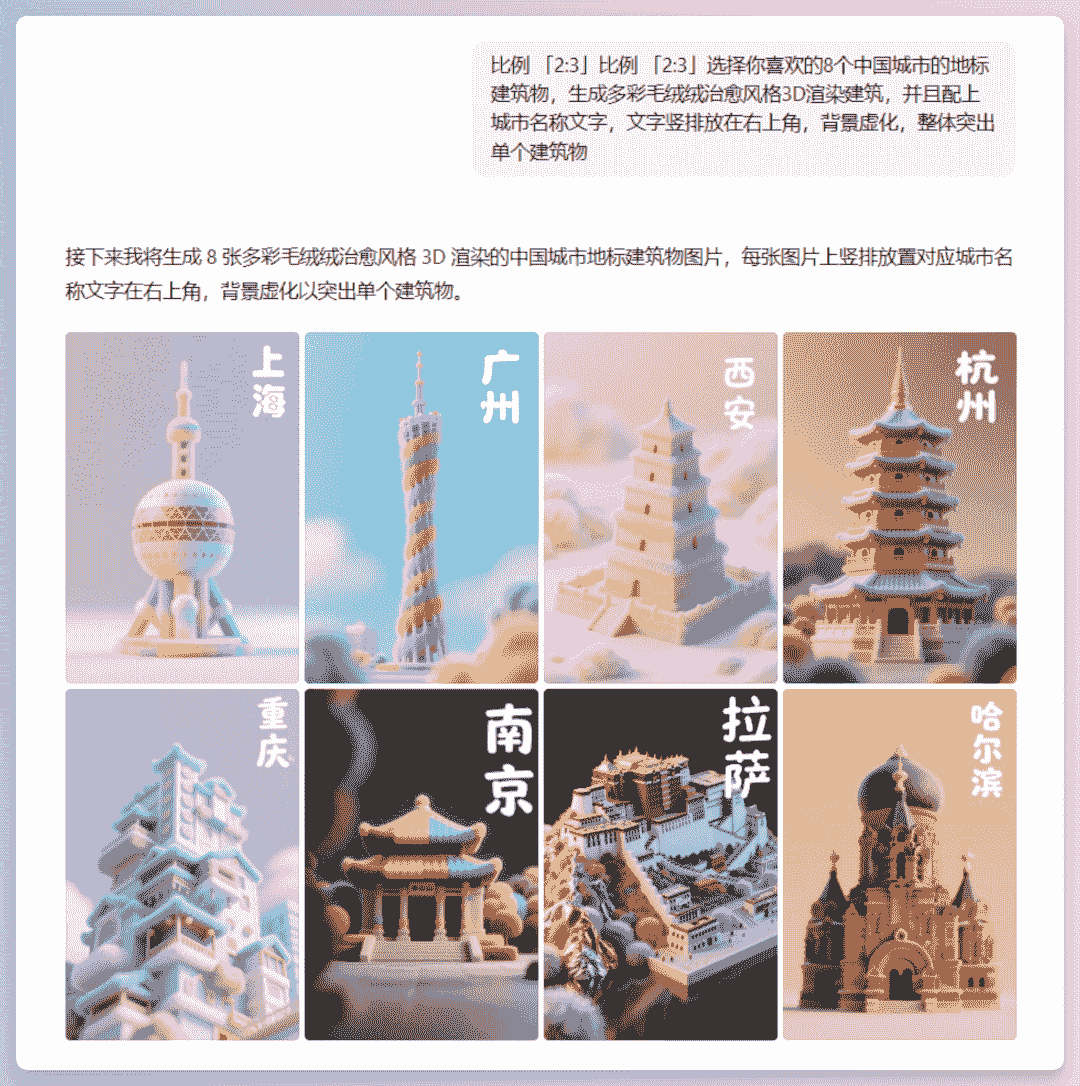 比例 「2:3」比例 「2:3」选择你喜欢的8个中国城市的地标
建筑物，生成多彩毛绒绒治愈风格3D渲染建筑，并且配上
城市名称文字，文字竖排放在右上角，背景虚化，整体突出
单个建筑物
接下来我将生成 8 张多彩毛绒绒治愈风格 3D 渲染的中国城市地标建筑物图片，每张图片上竖排放置对应城市名
称文字在右上角，背景虚化以突出单个建筑物。
上海
广州
西安
杭州
重庆
南京
拉萨
哈尔滨